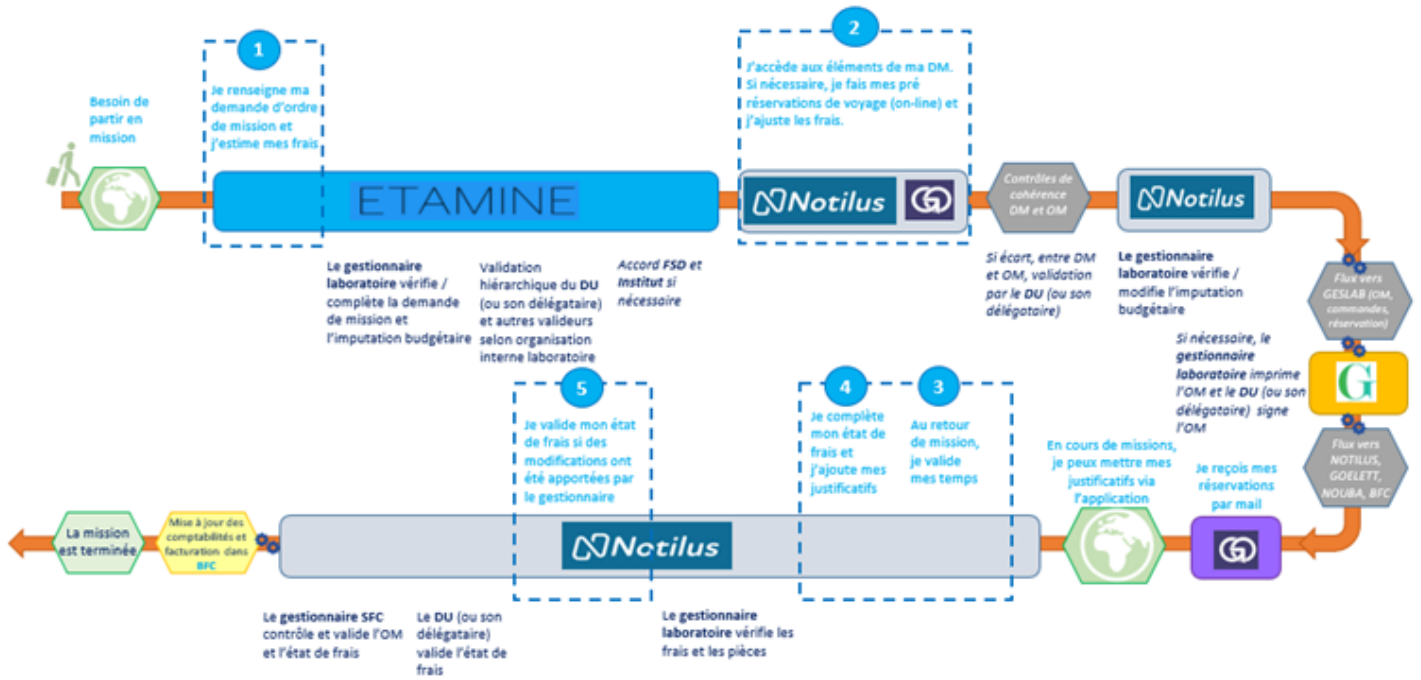 1
Je renseigne ma
demande d'ordre
de mission et
j'estime mes frais
Besoin de
partir en
mission
ETAMINE
Le gestionnaire
laboratoire vérifie /
complète la demande
de mission et
l'imputation budgétaire
Validation
hiérarchique du DU
(ou son délégataire)
et autres valideurs
selon organisation
interne laboratoire
Accord FSD et
Institut si
nécessaire
2
J'accède aux éléments de ma DM.
Si nécessaire, je fais mes pré
réservations de voyage (on-line) et
j'ajuste les frais.
Notilus
Contrôles de
cohérence
DM et OM
Si écart, entre DM
et OM, validation
par le DU (ou son
délégataire)
Notilus
Le gestionnaire
laboratoire vérifie /
modifie l'imputation
budgétaire
Flux vers
GESLAB (OM,
commandes,
réservation)
Si nécessaire, le
gestionnaire
laboratoire imprime
l'OM et le DU (ou son
délégataire) signe
l'OM
G
Flux vers
NOTILUS,
GOELETT,
NOUBA, BFC
Je reçois mes
réservations
par mail
En cours de missions,
je peux mettre mes
justificatifs via
l'application
3
Au retour
de mission,
je valide
mes temps
4
Je complète
mon état de
frais et
j'ajoute mes
justificatifs
5
Je valide mon état
de frais si des
modifications ont
été apportées par
le gestionnaire
Notilus
Le gestionnaire
laboratoire vérifie les
frais et les pièces
Le DU (ou son
délégataire)
valide l'état de
frais
Le gestionnaire SFC
contrôle et valide l'OM
et l'état de frais
Mise à jour des
comptabilités et
facturation dans
BFC
La mission
est terminée